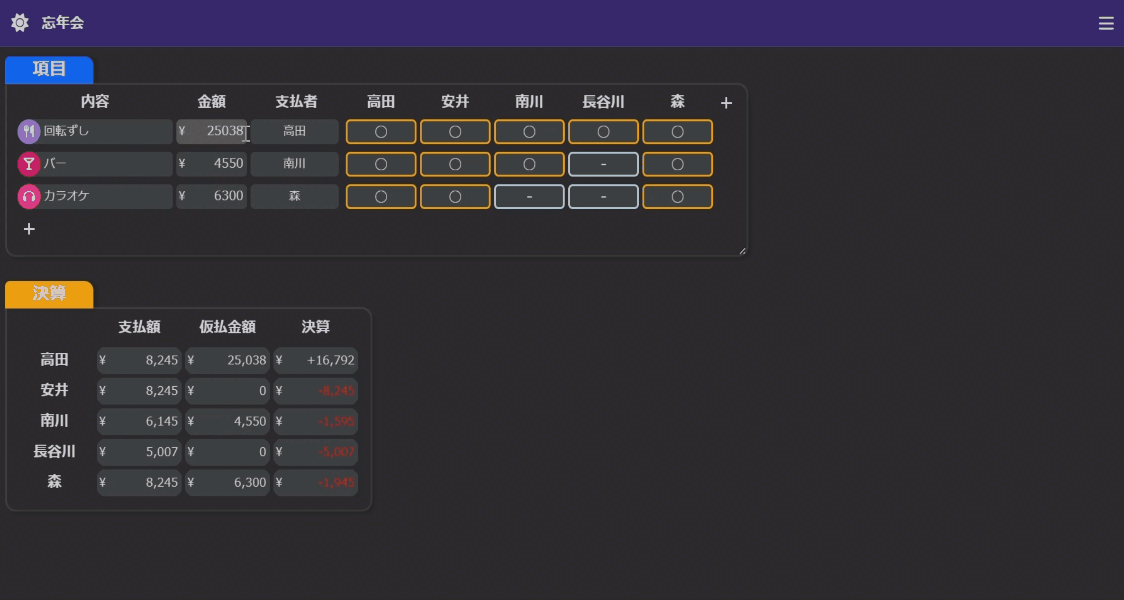 忘年会
項目
内容 金額 支払者 高田 安井 南川 長谷川 森 +
回転ずし ¥ 25038 高田 ○ ○ ○ ○ ○
バー ¥ 4550 南川 ○ ○ ○ - ○
カラオケ ¥ 6300 森 ○ ○ - - ○
+
決算
支払額 仮払金額 決算
高田 ¥ 8,245 ¥ 25,038 ¥ +16,792
安井 ¥ 8,245 ¥ 0 ¥ -8,245
南川 ¥ 6,145 ¥ 4,550 ¥ -1,595
長谷川 ¥ 5,007 ¥ 0 ¥ -5,007
森 ¥ 8,245 ¥ 6,300 ¥ -1,945